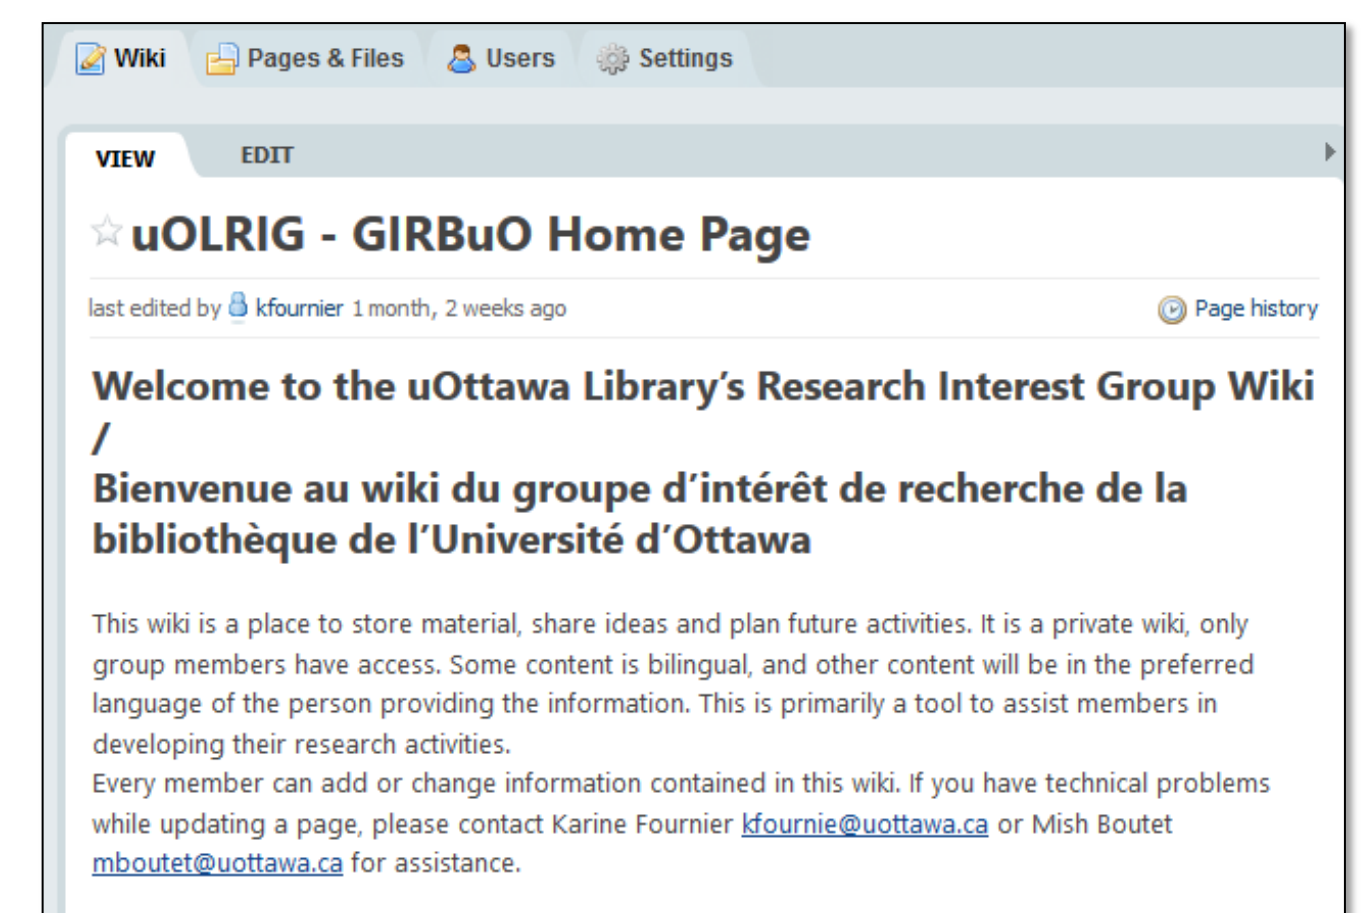 Wiki Pages & Files Users Settings
VIEW EDIT
uOLRIG - GIRBuO Home Page
last edited by kfournier 1 month, 2 weeks ago Page history
Welcome to the uOttawa Library’s Research Interest Group Wiki
/
Bienvenue au wiki du groupe d’intérêt de recherche de la
bibliothèque de l’Université d’Ottawa
This wiki is a place to store material, share ideas and plan future activities. It is a private wiki, only
group members have access. Some content is bilingual, and other content will be in the preferred
language of the person providing the information. This is primarily a tool to assist members in
developing their research activities.
Every member can add or change information contained in this wiki. If you have technical problems
while updating a page, please contact Karine Fournier kfournie@uottawa.ca or Mish Boutet
mboutet@uottawa.ca for assistance.